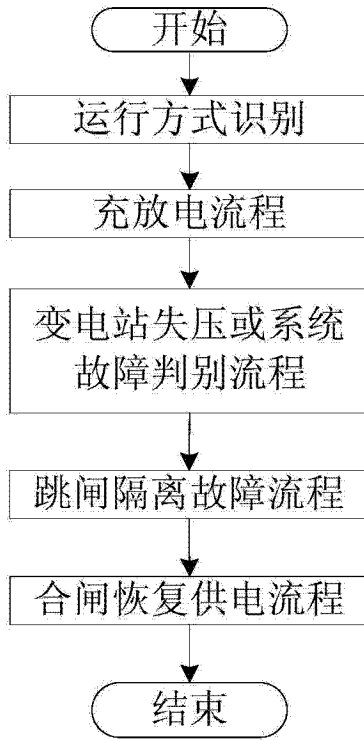 开始
运行方式识别
充放电流程
变电站失压或系统
故障判别流程
跳闸隔离故障流程
合闸恢复供电流程
结束